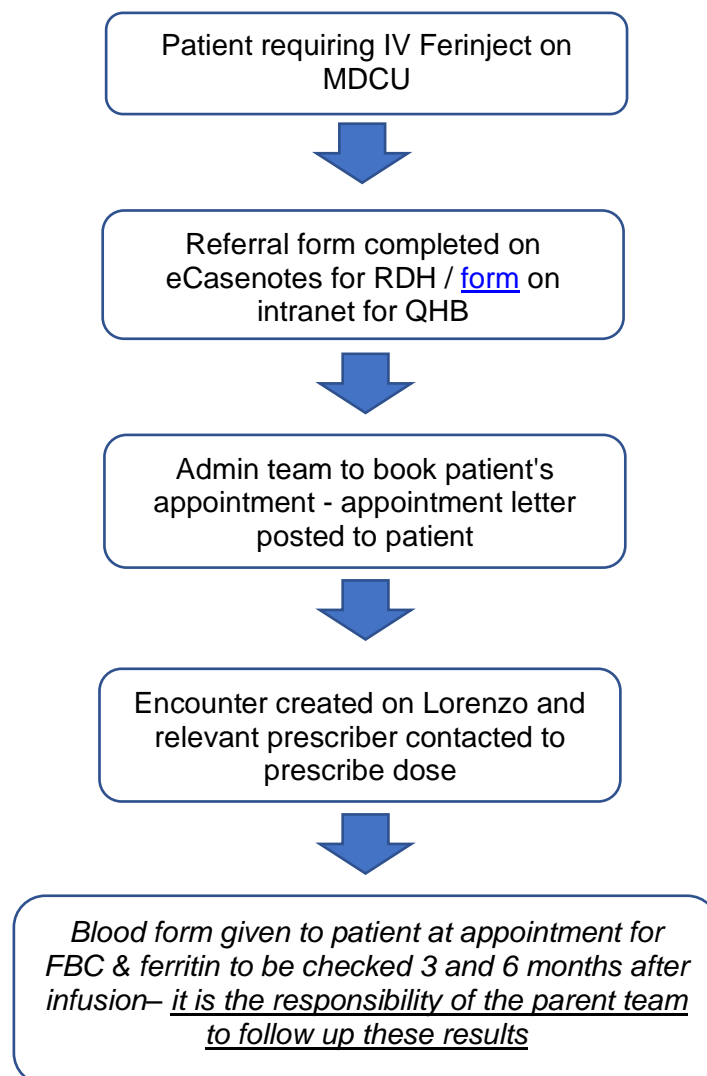 Patient requiring IV Ferinject on
MDCU
Referral form completed on
eCasenotes for RDH / form on
intranet for QHB
Admin team to book patient's
appointment - appointment letter
posted to patient
Encounter created on Lorenzo and
relevant prescriber contacted to
prescribe dose
Blood form given to patient at appointment for
FBC & ferritin to be checked 3 and 6 months after
infusion– it is the responsibility of the parent team
to follow up these results